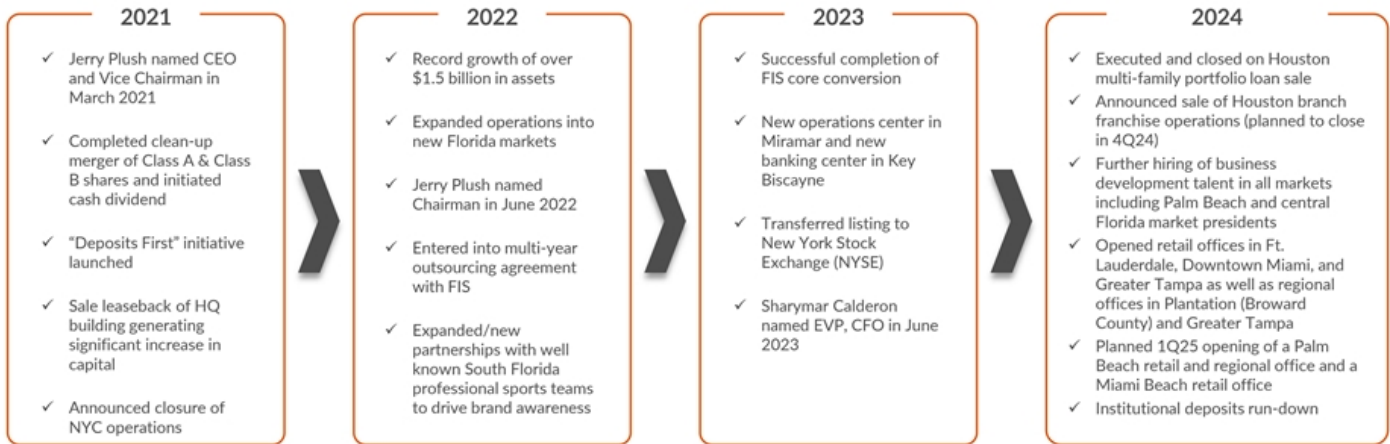 2021
✓ Jerry Plush named CEO
and Vice Chairman in
March 2021
✓ Completed clean-up
merger of Class A & Class
B shares and initiated
cash dividend
✓ “Deposits First” initiative
launched
✓ Sale leaseback of HQ
building generating
significant increase in
capital
✓ Announced closure of
NYC operations
2022
✓ Record growth of over
$1.5 billion in assets
✓ Expanded operations into
new Florida markets
✓ Jerry Plush named
Chairman in June 2022
✓ Entered into multi-year
outsourcing agreement
with FIS
✓ Expanded/new
partnerships with well
known South Florida
professional sports teams
to drive brand awareness
2023
✓ Successful completion of
FIS core conversion
✓ New operations center in
Miramar and new
banking center in Key
Biscayne
✓ Transferred listing to
New York Stock
Exchange (NYSE)
✓ Sharymar Calderon
named EVP, CFO in June
2023
2024
✓ Executed and closed on Houston
multi-family portfolio loan sale
✓ Announced sale of Houston branch
franchise operations (planned to close
in 4Q24)
✓ Further hiring of business
development talent in all markets
including Palm Beach and central
Florida market presidents
✓ Opened retail offices in Ft.
Lauderdale, Downtown Miami, and
Greater Tampa as well as regional
offices in Plantation (Broward
County) and Greater Tampa
✓ Planned 1Q25 opening of a Palm
Beach retail and regional office and a
Miami Beach retail office
✓ Institutional deposits run-down